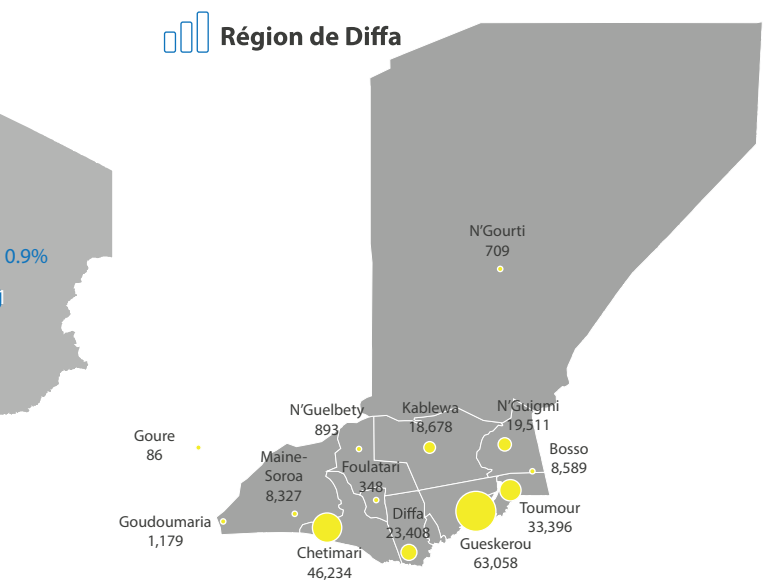 Région de Diffa
0.9%
N'Gourti
709
N'Guelbety
893
Kablewa
18,678
N'Guigmi
19,511
Goure
86
Bosso
8,589
Maine-
Soroa
8,327
Foulatari
348
Goudoumaria
1,179
Diffa
23,408
Toumour
33,396
Chetimari
46,234
Gueskerou
63,058